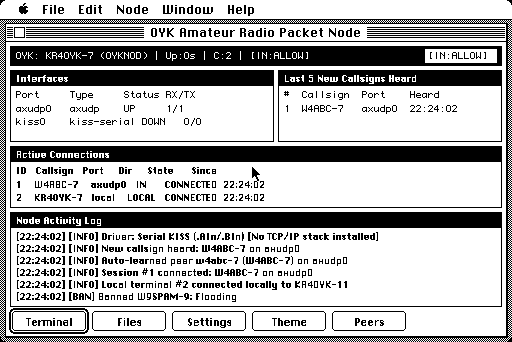 File Edit Node Window Help
OYK Amateur Radio Packet Node
OYK: KR4OYK-7 (OYKNOD) | Up:0s | C:2 | [IN:ALLOW] [IN:ALLOW]
Interfaces
Port Type Status RX/TX
axudp0 axudp UP 1/1
kiss0 kiss-serial DOWN 0/0
Last 5 New Callsigns Heard
# Callsign Port Heard
1 W4ABC-7 axudp0 22:24:02
Active Connections
ID Callsign Port Dir State Since
1 W4ABC-7 axudp0 IN CONNECTED 22:24:02
2 KR4OYK-7 local LOCAL CONNECTED 22:24:02
Node Activity Log
[22:24:02] [INFO] Driver: Serial KISS (.AIn/.BIn) [No TCP/IP stack installed]
[22:24:02] [INFO] New callsign heard: W4ABC-7 on axudp0
[22:24:02] [INFO] Auto-learned peer w4abc-7 (W4ABC-7) on axudp0
[22:24:02] [INFO] Session #1 connected: W4ABC-7 on axudp0
[22:24:02] [INFO] Local terminal #2 connected locally to KR4OYK-11
[22:24:02] [BAN] Banned W9SPAM-9: Flooding
Terminal Files Settings Theme Peers